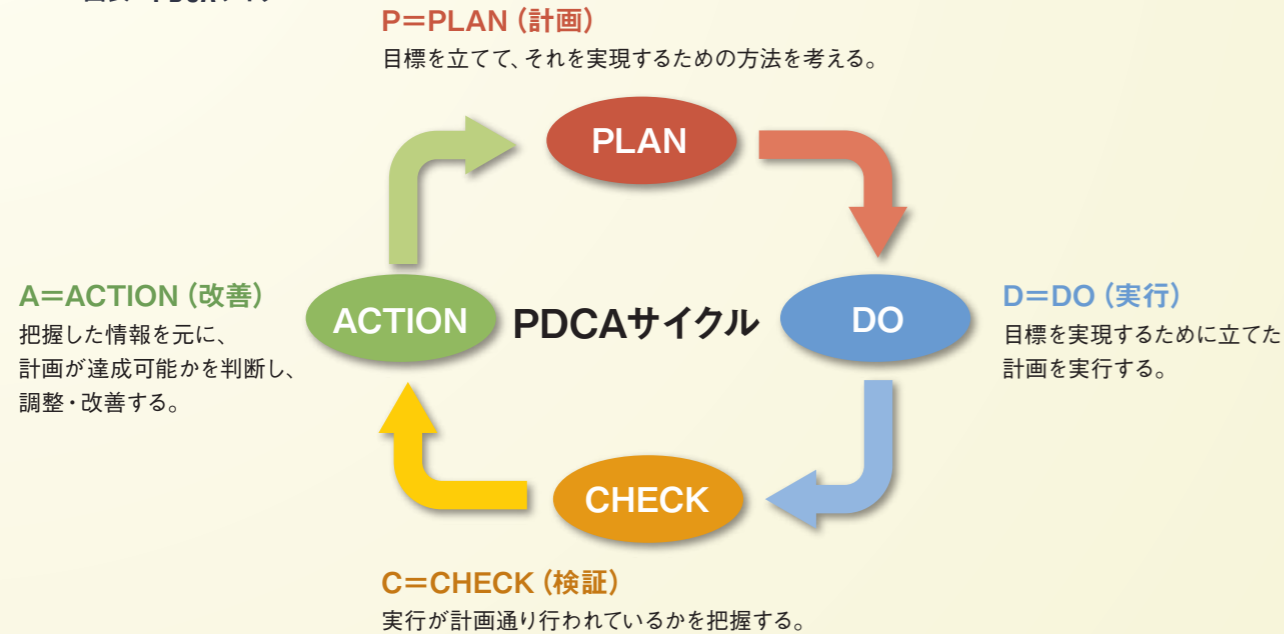 P=PLAN（計画）
目標を立てて、それを実現するための方法を考える。
PLAN
A=ACTION（改善）
把握した情報を元に、
計画が達成可能かを判断し、
調整・改善する。
ACTION
PDCAサイクル
DO
D=DO（実行）
目標を実現するために立てた
計画を実行する。
CHECK
C=CHECK（検証）
実行が計画通り行われているかを把握する。